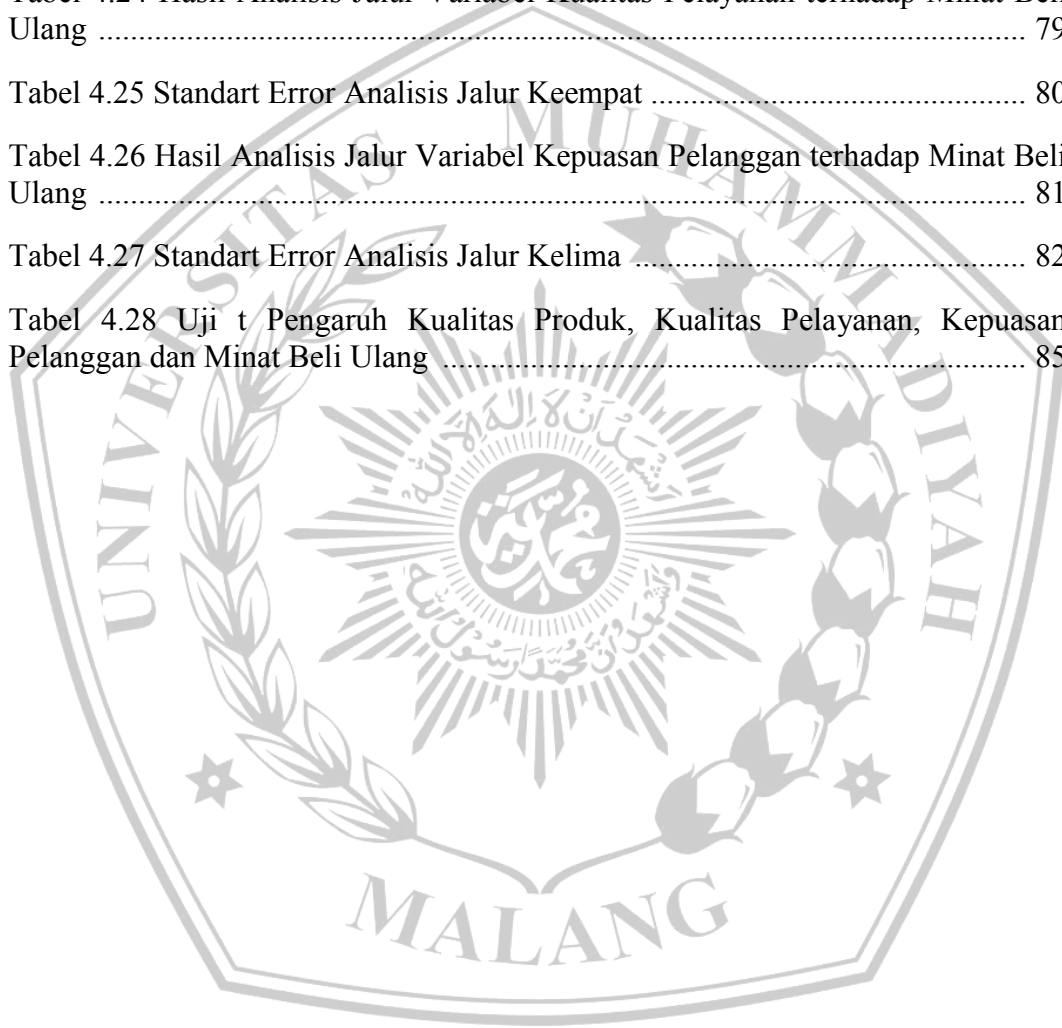 Tabel 4.24 Hasil Analisis Jalur Variabel Kualitas Pelayanan terhadap Minat Beli
Ulang ........................................................................................................................ 79
Tabel 4.25 Standart Error Analisis Jalur Keempat ................................................ 80
Tabel 4.26 Hasil Analisis Jalur Variabel Kepuasan Pelanggan terhadap Minat Beli
Ulang ........................................................................................................................ 81
Tabel 4.27 Standart Error Analisis Jalur Kelima .................................................. 82
Tabel 4.28 Uji t Pengaruh Kualitas Produk, Kualitas Pelayanan, Kepuasan
Pelanggan dan Minat Beli Ulang ........................................................................... 85
UNIVERSITAS MUHAMMADIYAH
MALANG